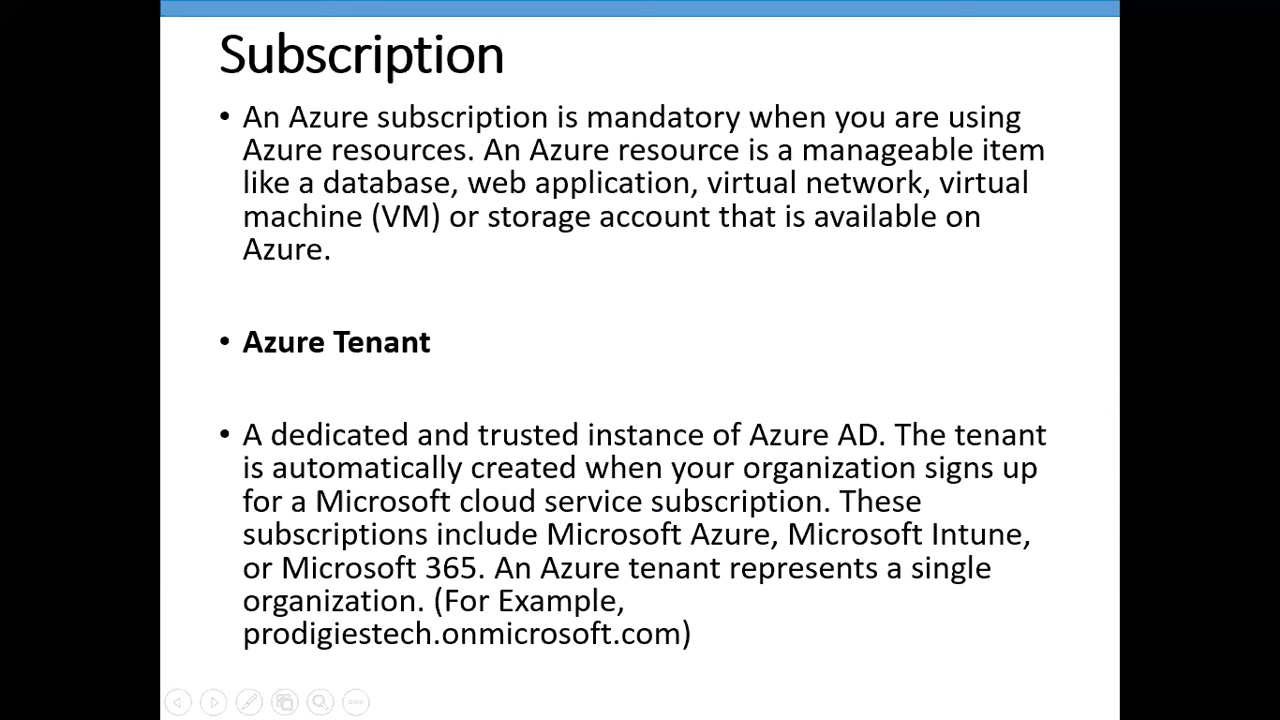 Subscription
• An Azure subscription is mandatory when you are using
Azure resources. An Azure resource is a manageable item
like a database, web application, virtual network, virtual
machine (VM) or storage account that is available on
Azure.
• Azure Tenant
• A dedicated and trusted instance of Azure AD. The tenant
is automatically created when your organization signs up
for a Microsoft cloud service subscription. These
subscriptions include Microsoft Azure, Microsoft Intune,
or Microsoft 365. An Azure tenant represents a single
organization. (For Example,
prodigiestech.onmicrosoft.com)